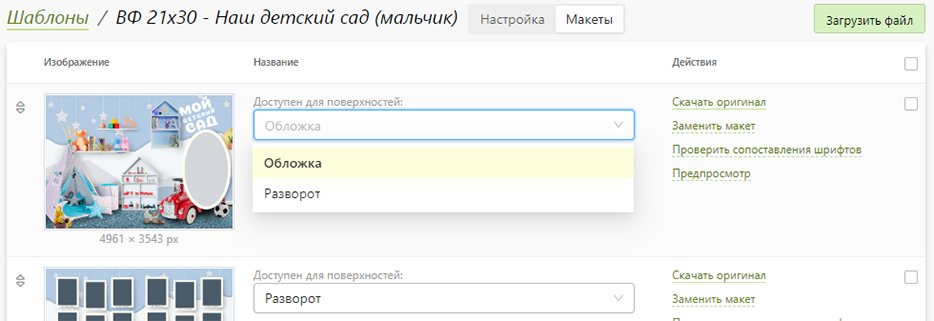 Шаблоны / ВФ 21x30 - Наш детский сад (мальчик) Настройка Макеты Загрузить файл
Изображение Название Действия
МОЙ
ДЕТСКИЙ
САД
4961 × 3543 px
Доступен для поверхностей:
Обложка
Обложка
Разворот
Скачать оригинал
Заменить макет
Проверить сопоставления шрифтов
Предпросмотр
Доступен для поверхностей:
Разворот
Скачать оригинал
Заменить макет